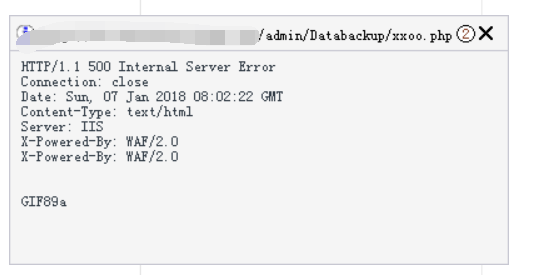 /admin/Databackup/xxoo.php ②
HTTP/1.1 500 Internal Server Error
Connection: close
Date: Sun, 07 Jan 2018 08:02:22 GMT
Content-Type: text/html
Server: IIS
X-Powered-By: WAF/2.0
X-Powered-By: WAF/2.0
GIF89a